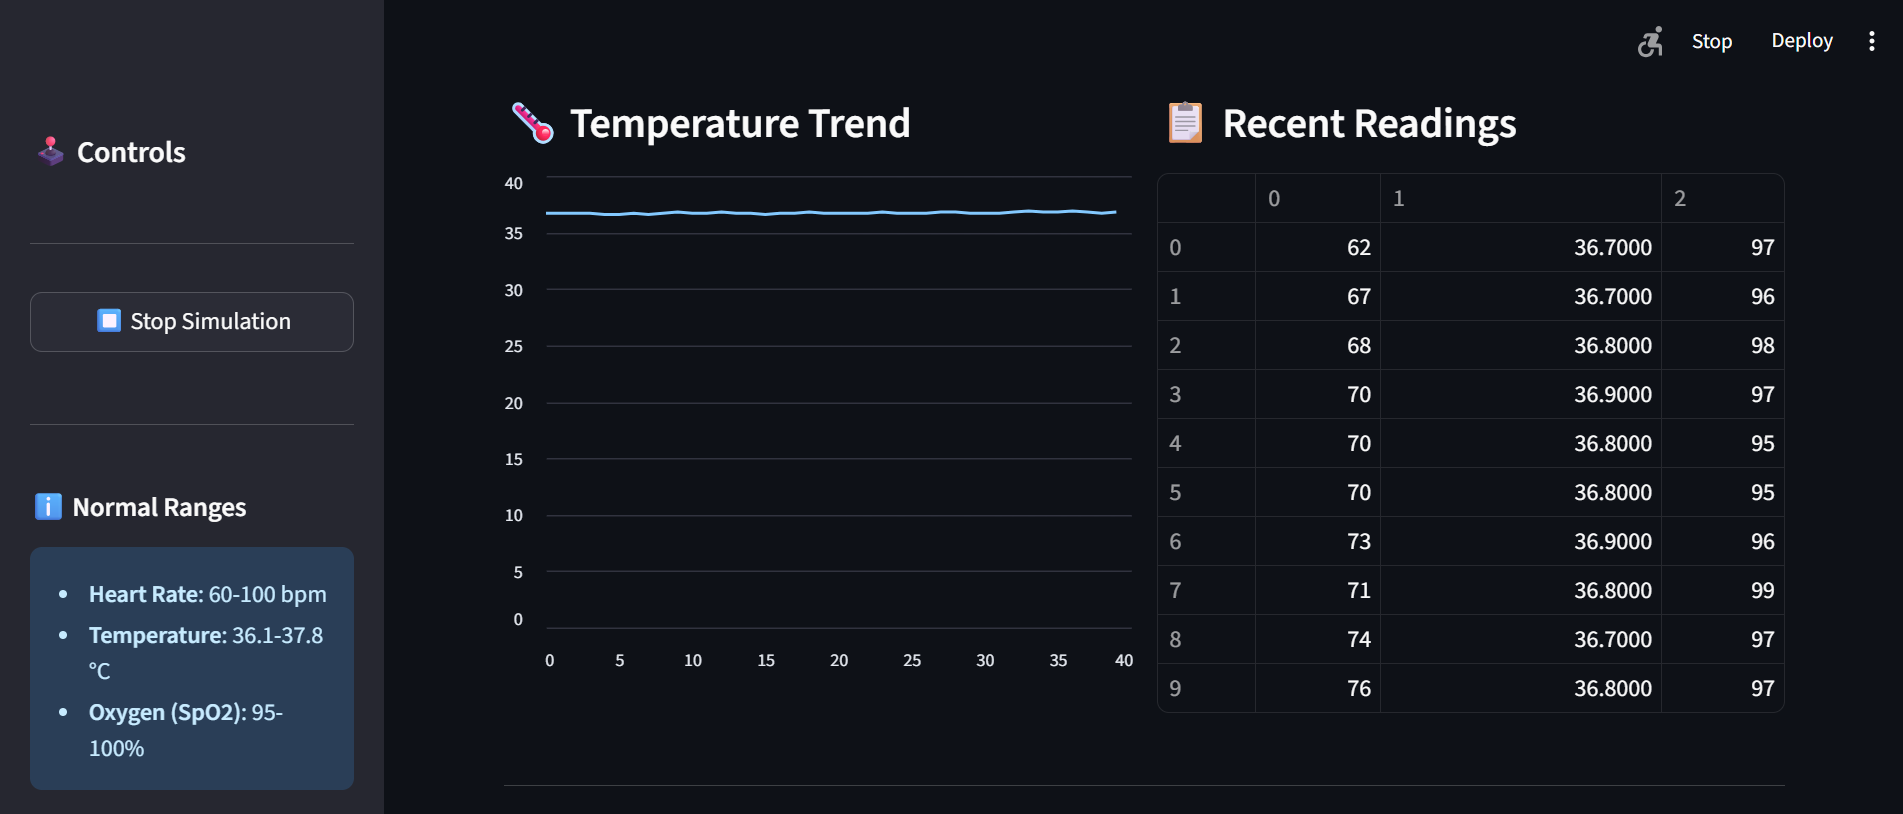 Stop
Deploy
Controls
Stop Simulation
Normal Ranges
Heart Rate: 60-100 bpm
Temperature: 36.1-37.8
°C
Oxygen (SpO2): 95-
100%
Temperature Trend
40
35
30
25
20
15
10
5
0
0 5 10 15 20 25 30 35 40
Recent Readings
0 1 2
0 62 36.7000 97
1 67 36.7000 96
2 68 36.8000 98
3 70 36.9000 97
4 70 36.8000 95
5 70 36.8000 95
6 73 36.9000 96
7 71 36.8000 99
8 74 36.7000 97
9 76 36.8000 97